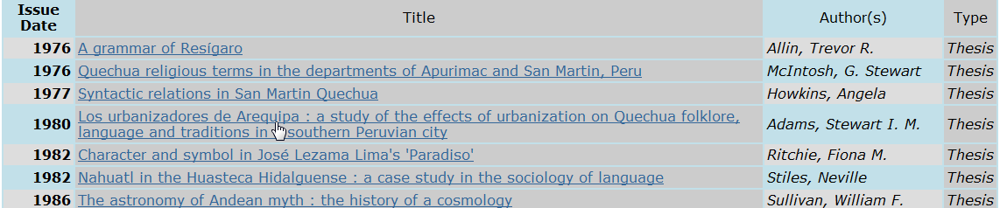 Issue Date Title Author(s) Type
1976 A grammar of Resígaro Allin, Trevor R. Thesis
1976 Quechua religious terms in the departments of Apurimac and San Martin, Peru McIntosh, G. Stewart Thesis
1977 Syntactic relations in San Martin Quechua Howkins, Angela Thesis
1980 Los urbanizadores de Arequipa : a study of the effects of urbanization on Quechua folklore,
language and traditions in southern Peruvian city Adams, Stewart I. M. Thesis
1982 Character and symbol in José Lezama Lima's 'Paradiso' Ritchie, Fiona M. Thesis
1982 Nahuatl in the Huasteca Hidalguense : a case study in the sociology of language Stiles, Neville Thesis
1986 The astronomy of Andean myth : the history of a cosmology Sullivan, William F. Thesis